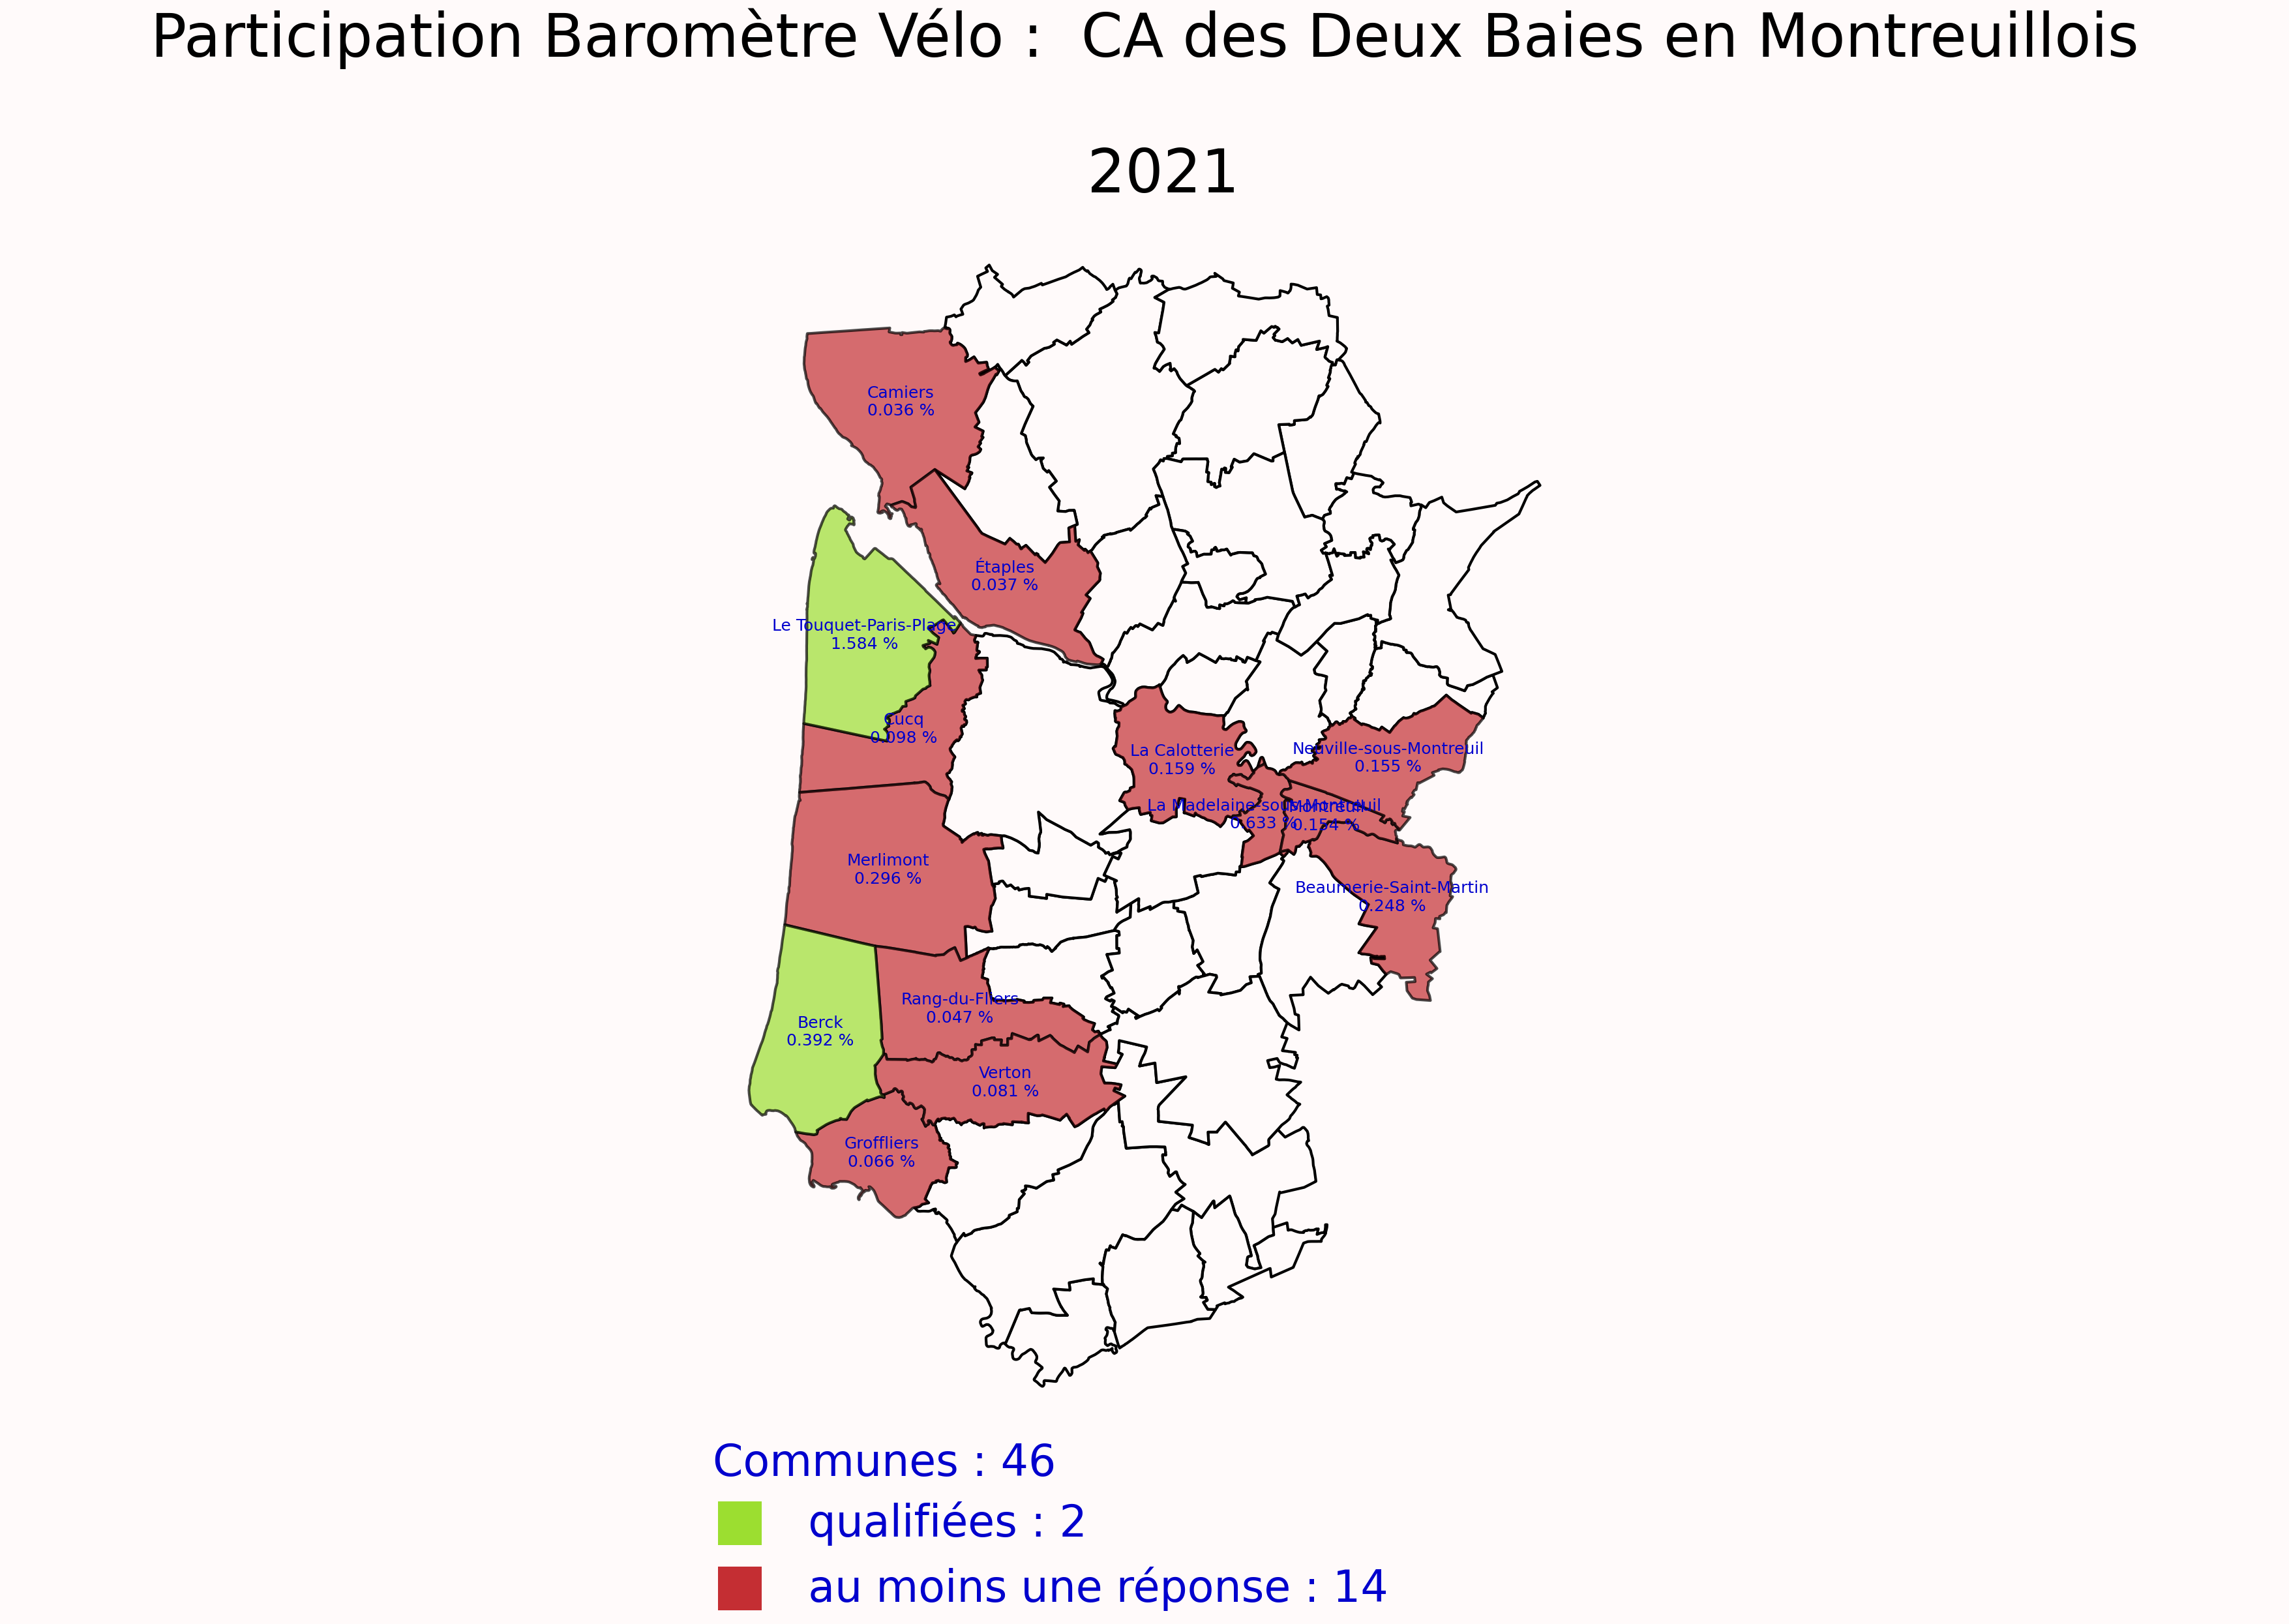 Participation Baromètre Vélo :  CA des Deux Baies en Montreuillois
2021
Camiers
0.036 %
Étaples
0.037 %
Le Touquet-Paris-Plage
1.584 %
Cucq
0.098 %
La Calotterie
0.159 %
Neuville-sous-Montreuil
0.155 %
La Madelaine-sous-Montreuil
0.633 %
Montreuil
0.154 %
Merlimont
0.296 %
Beaumerie-Saint-Martin
0.248 %
Rang-du-Fliers
0.047 %
Berck
0.392 %
Verton
0.081 %
Groffliers
0.066 %
Communes : 46
qualifiées : 2
au moins une réponse : 14